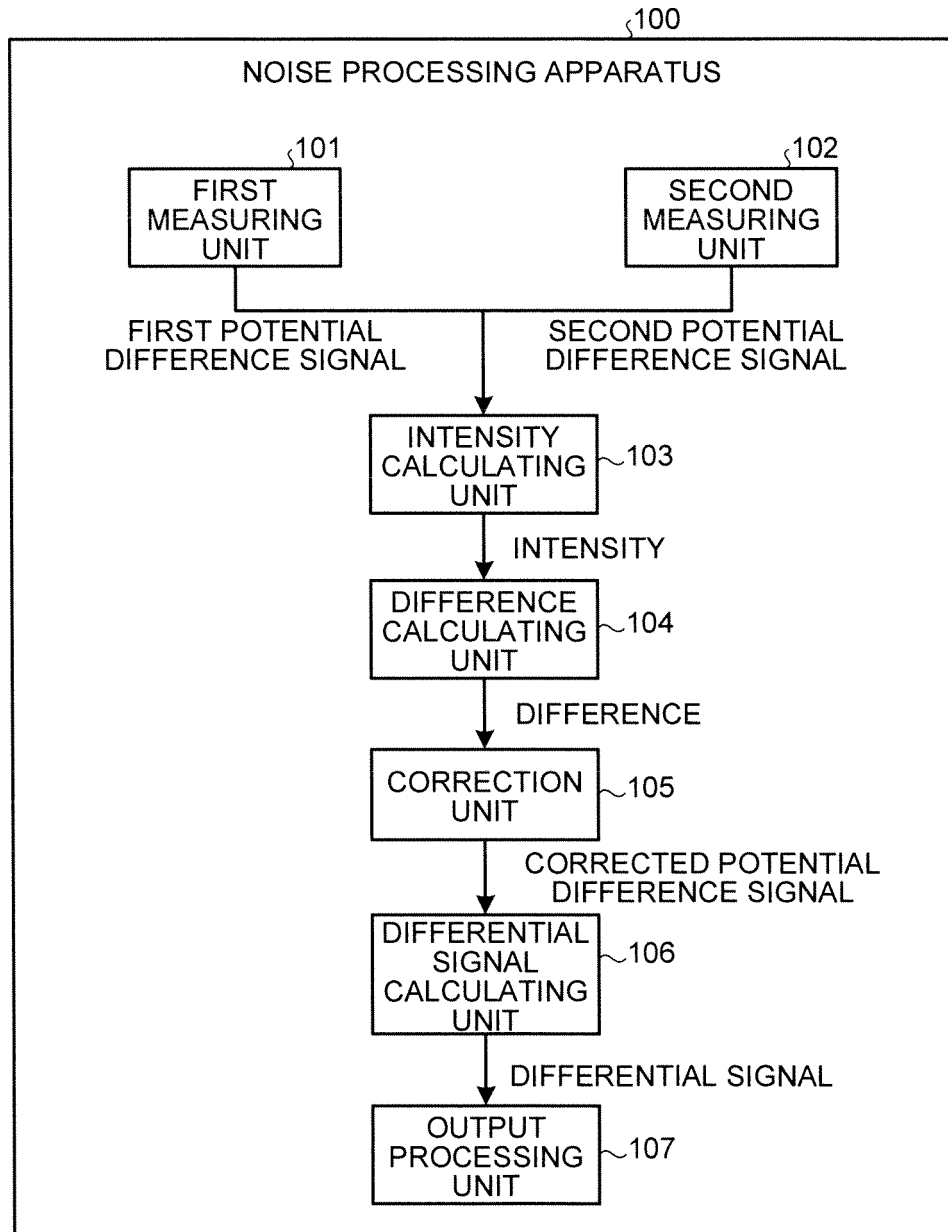 100
NOISE PROCESSING APPARATUS
101
FIRST
MEASURING
UNIT
102
SECOND
MEASURING
UNIT
FIRST POTENTIAL
DIFFERENCE SIGNAL
SECOND POTENTIAL
DIFFERENCE SIGNAL
INTENSITY
CALCULATING
UNIT
103
INTENSITY
DIFFERENCE
CALCULATING
UNIT
104
DIFFERENCE
CORRECTION
UNIT
105
CORRECTED POTENTIAL
DIFFERENCE SIGNAL
DIFFERENTIAL
SIGNAL
CALCULATING
UNIT
106
DIFFERENTIAL SIGNAL
OUTPUT
PROCESSING
UNIT
107